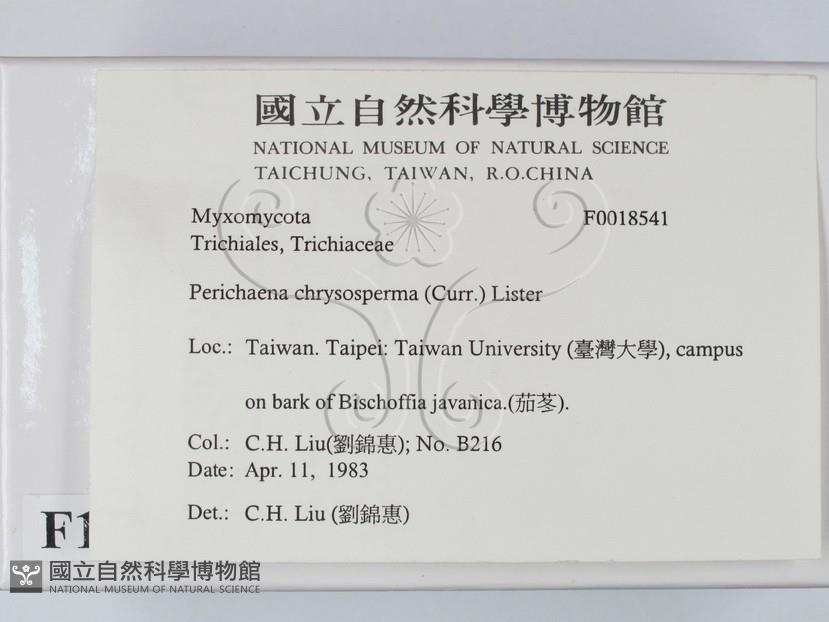 國立自然科學博物館
NATIONAL MUSEUM OF NATURAL SCIENCE
TAICHUNG, TAIWAN, R.O.CHINA
Myxomycota F0018541
Trichiales, Trichiaceae
Perichaena chrysosperma (Curr.) Lister
Loc.: Taiwan. Taipei: Taiwan University (臺灣大學), campus
on bark of Bischoffia javanica.(茄苳).
Col.: C.H. Liu(劉錦惠); No. B216
Date: Apr. 11, 1983
Det.: C.H. Liu (劉錦惠)
F1
國立自然科學博物館
NATIONAL MUSEUM OF NATURAL SCIENCE